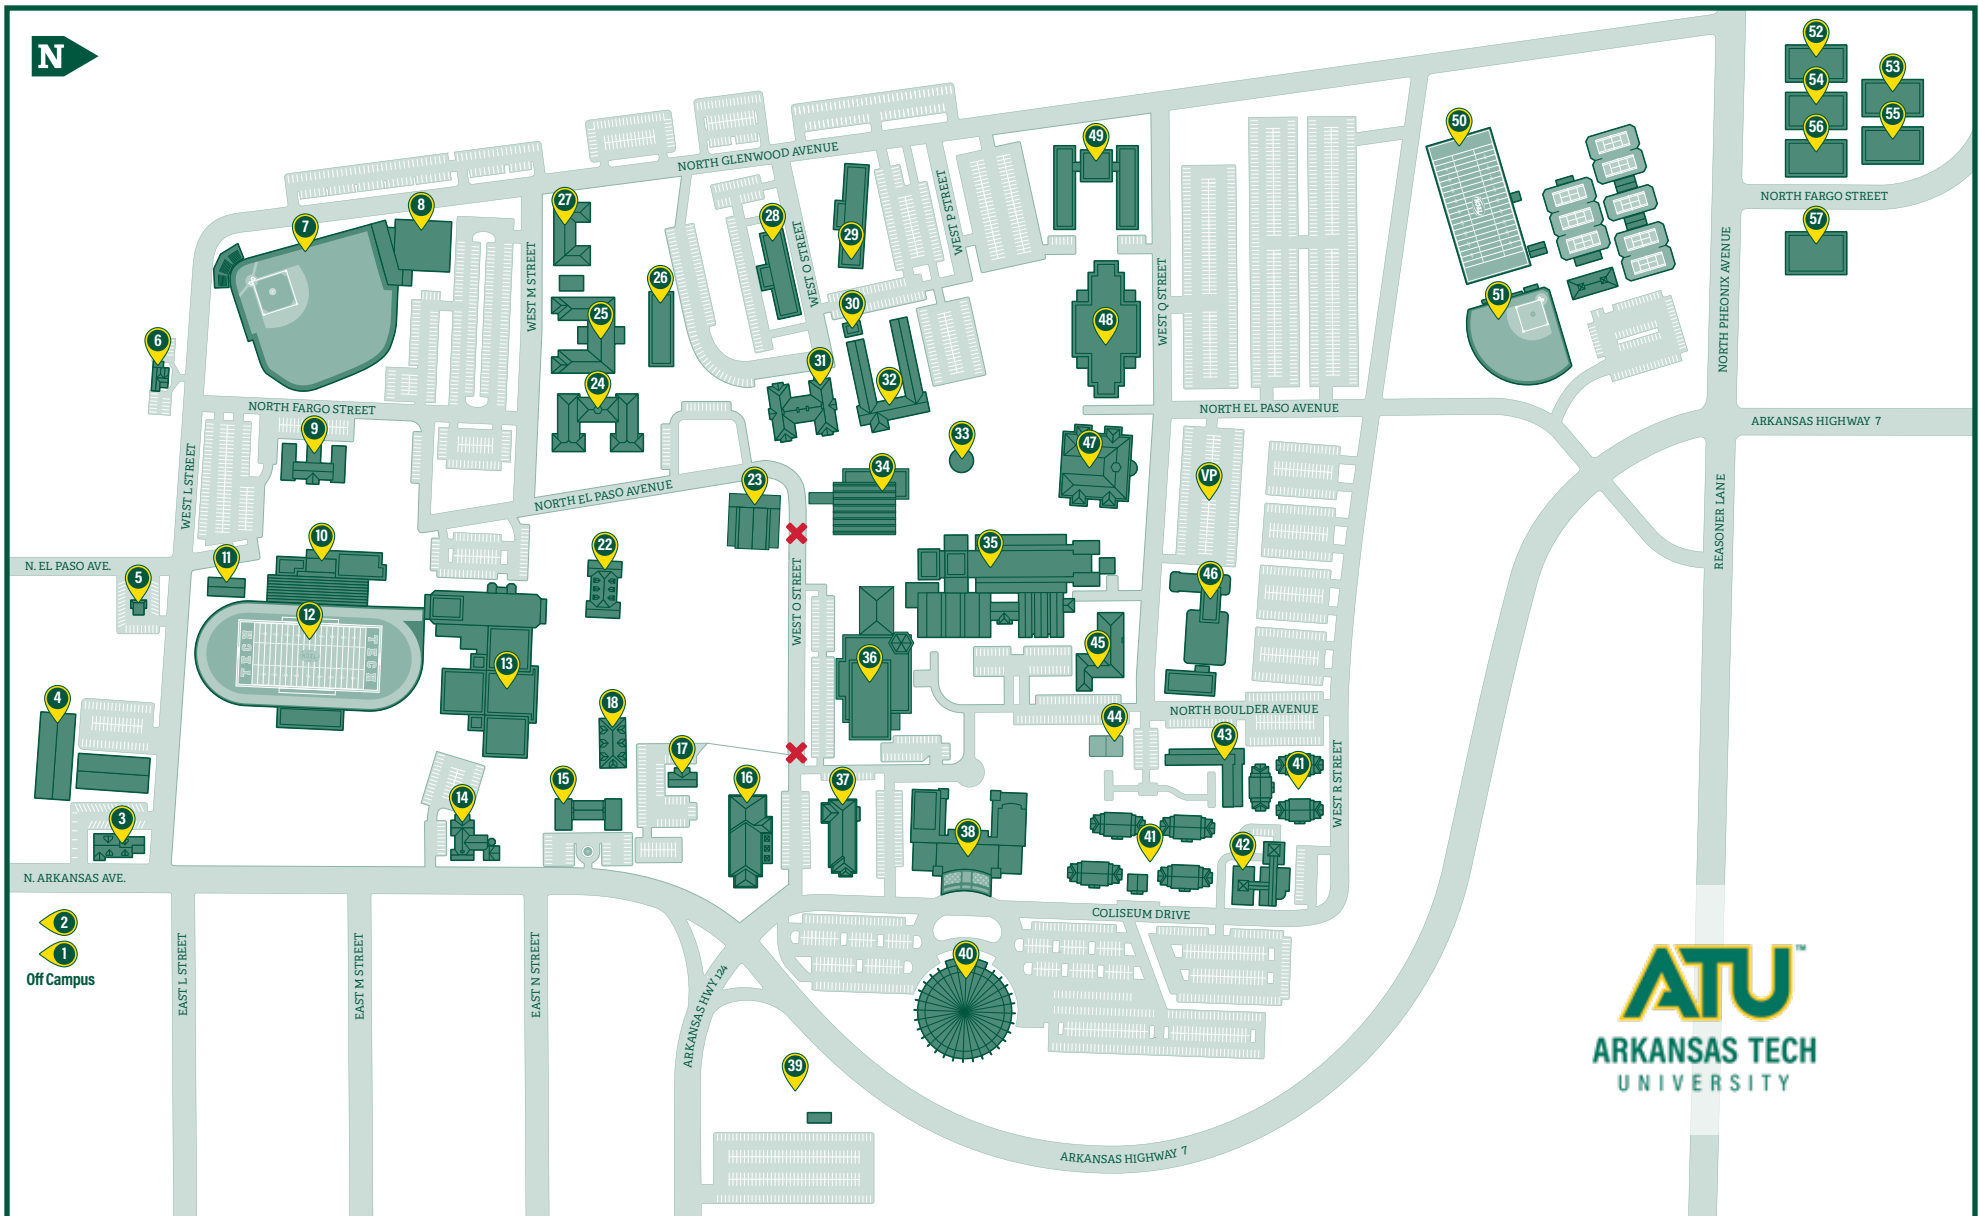 N
52
53
54
55
56
NORTH FARGO STREET
57
50
49
NORTH GLENWOOD AVENUE
WEST P STREET
27
28
29
8
7
WEST O STREET
WEST M STREET
26
30
25
48
WEST Q STREET
51
NORTH PHEONIX AVENUE
6
31
24
32
NORTH FARGO STREET
NORTH EL PASO AVENUE
ARKANSAS HIGHWAY 7
9
33
47
34
23
VP
WEST L STREET
NORTH EL PASO AVENUE
REASONER LANE
10
22
35
N. EL PASO AVE.
11
5
46
12
WEST O STREET
TECH
TECH
13
36
45
4
18
NORTH BOULDER AVENUE
44
43
17
41
WEST R STREET
15
16
37
14
3
38
41
42
N. ARKANSAS AVE.
COLISEUM DRIVE
2
1
Off Campus
EAST L STREET
EAST M STREET
EAST N STREET
ARKANSAS HWY 124
40
39
ARKANSAS HIGHWAY 7
ATU™
ARKANSAS TECH
UNIVERSITY